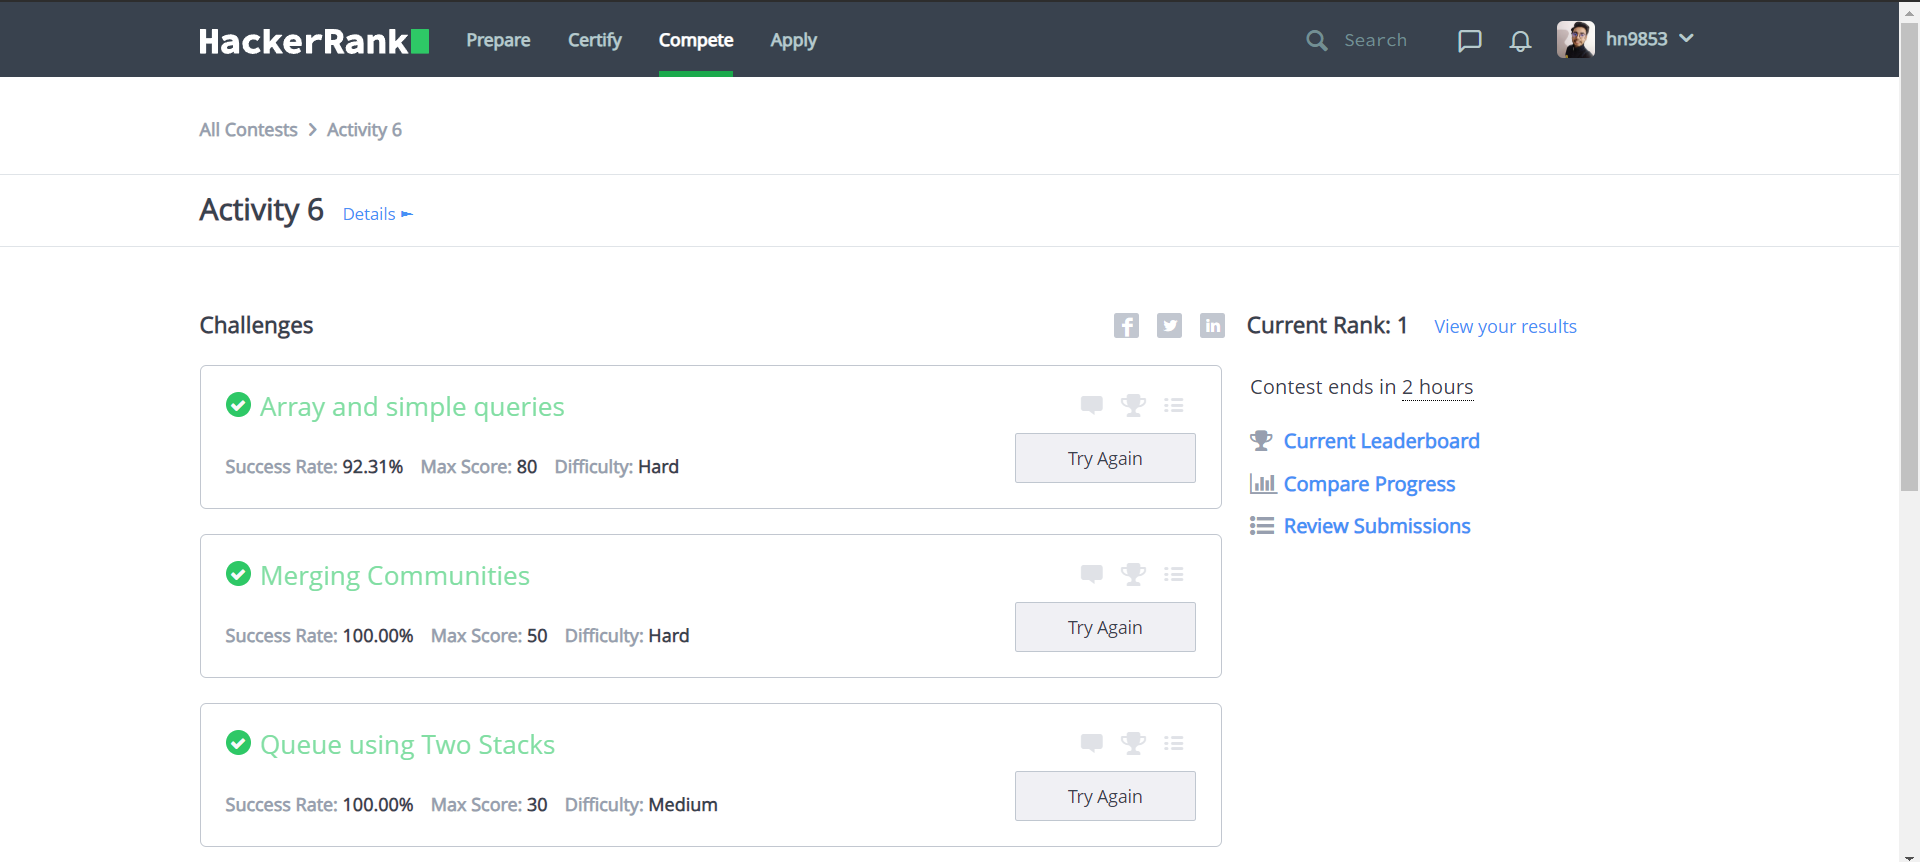 HackerRank Prepare Certify Compete Apply Search hn9853
All Contests > Activity 6
Activity 6 Details
Challenges
Array and simple queries
Success Rate: 92.31% Max Score: 80 Difficulty: Hard
Try Again
Merging Communities
Success Rate: 100.00% Max Score: 50 Difficulty: Hard
Try Again
Queue using Two Stacks
Success Rate: 100.00% Max Score: 30 Difficulty: Medium
Try Again
Current Rank: 1 View your results
Contest ends in 2 hours
Current Leaderboard
Compare Progress
Review Submissions